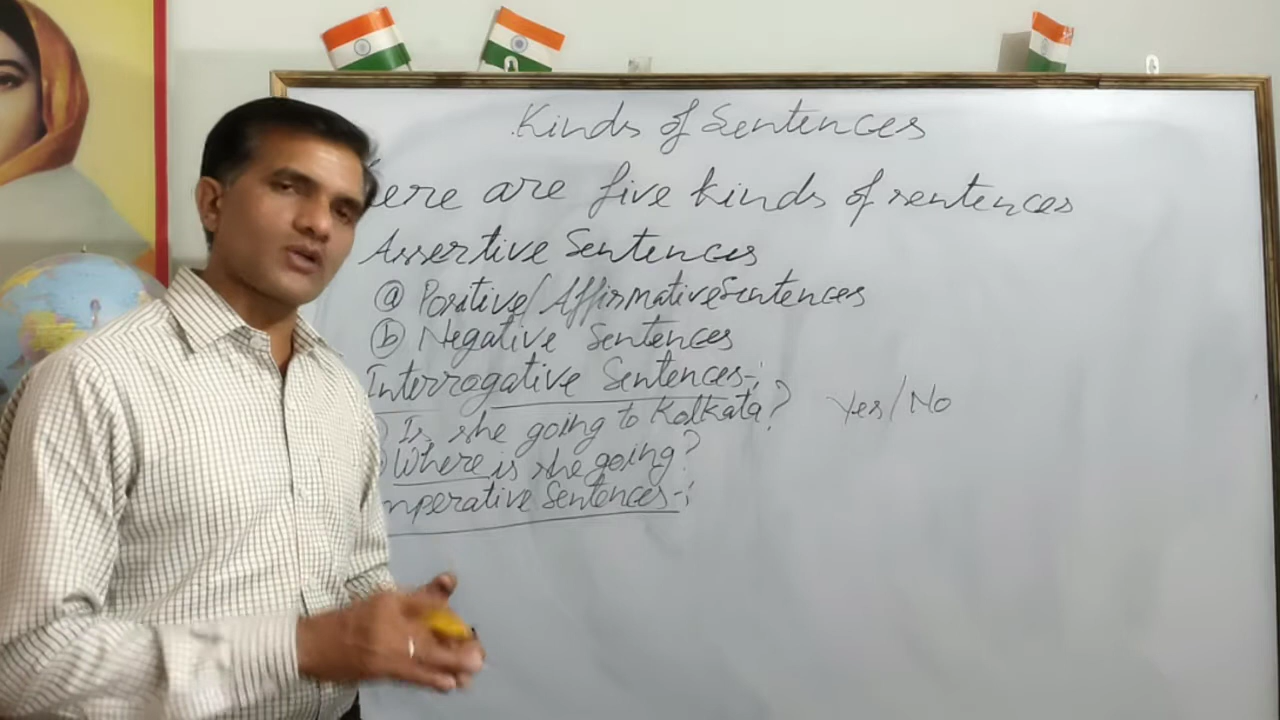 Kinds of Sentences
ere are five kinds of sentences
Assertive Sentences
(a) Positive/Affirmative Sentences
(b) Negative Sentences
Interrogative Sentences-:
) Is she going to Kolkata? Yes/No
) Where is she going?
mperative Sentences-: